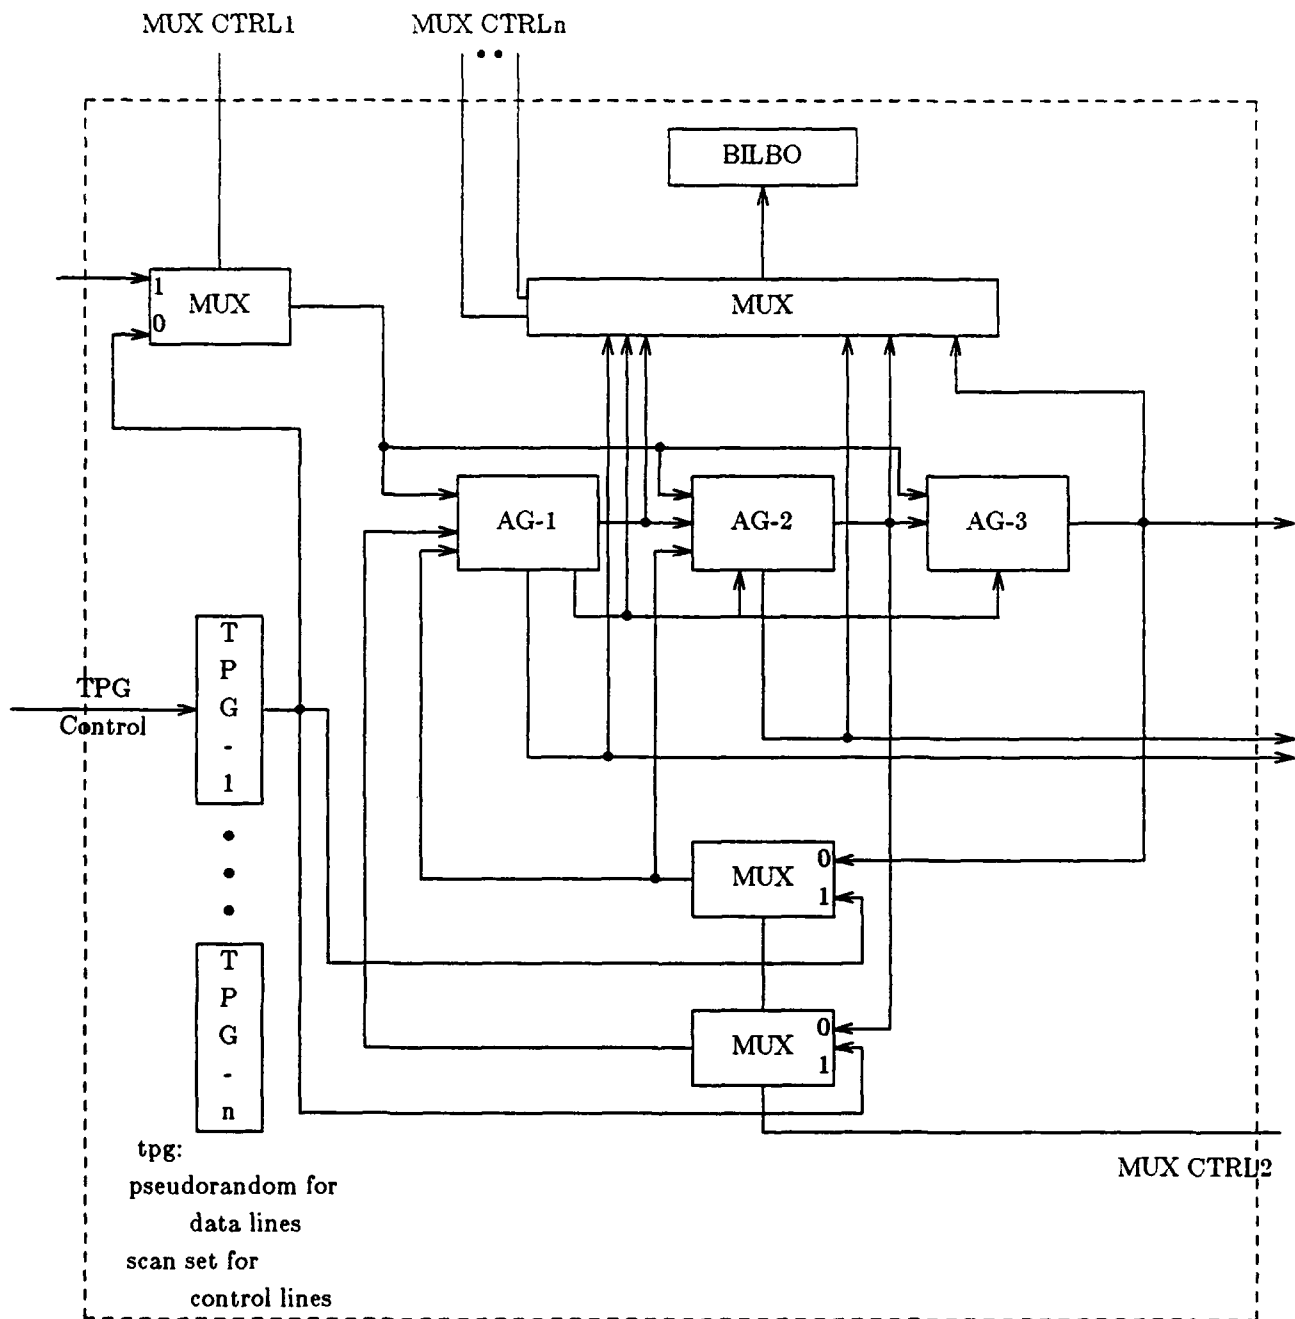 MUX CTRL1
MUX CTRLn
BILBO
1
MUX
0
MUX
AG-1
AG-2
AG-3
TPG
Control
T
P
G
-
1
0
MUX
1
T
P
G
-
n
0
MUX
1
tpg:
pseudorandom for
data lines
scan set for
control lines
MUX CTRL2